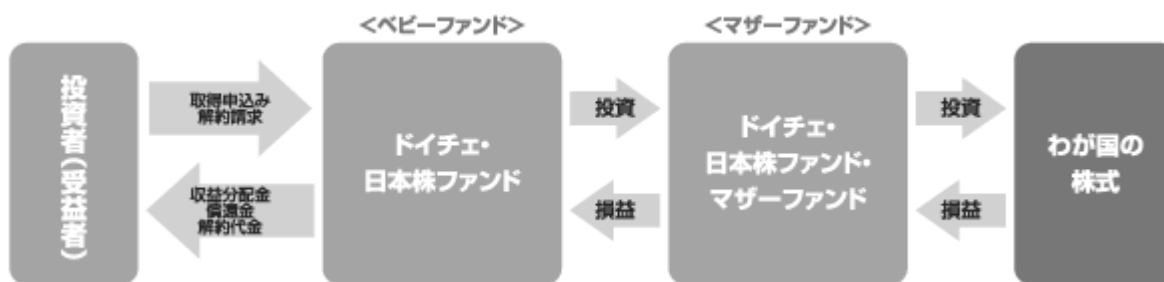 <ベビーファンド>
<マザーファンド>
投資者(受益者)
取得申込み
解約請求
収益分配金
償還金
解約代金
ドイチェ・
日本株ファンド
投資
損益
ドイチェ・
日本株ファンド・
マザーファンド
投資
損益
わが国の
株式